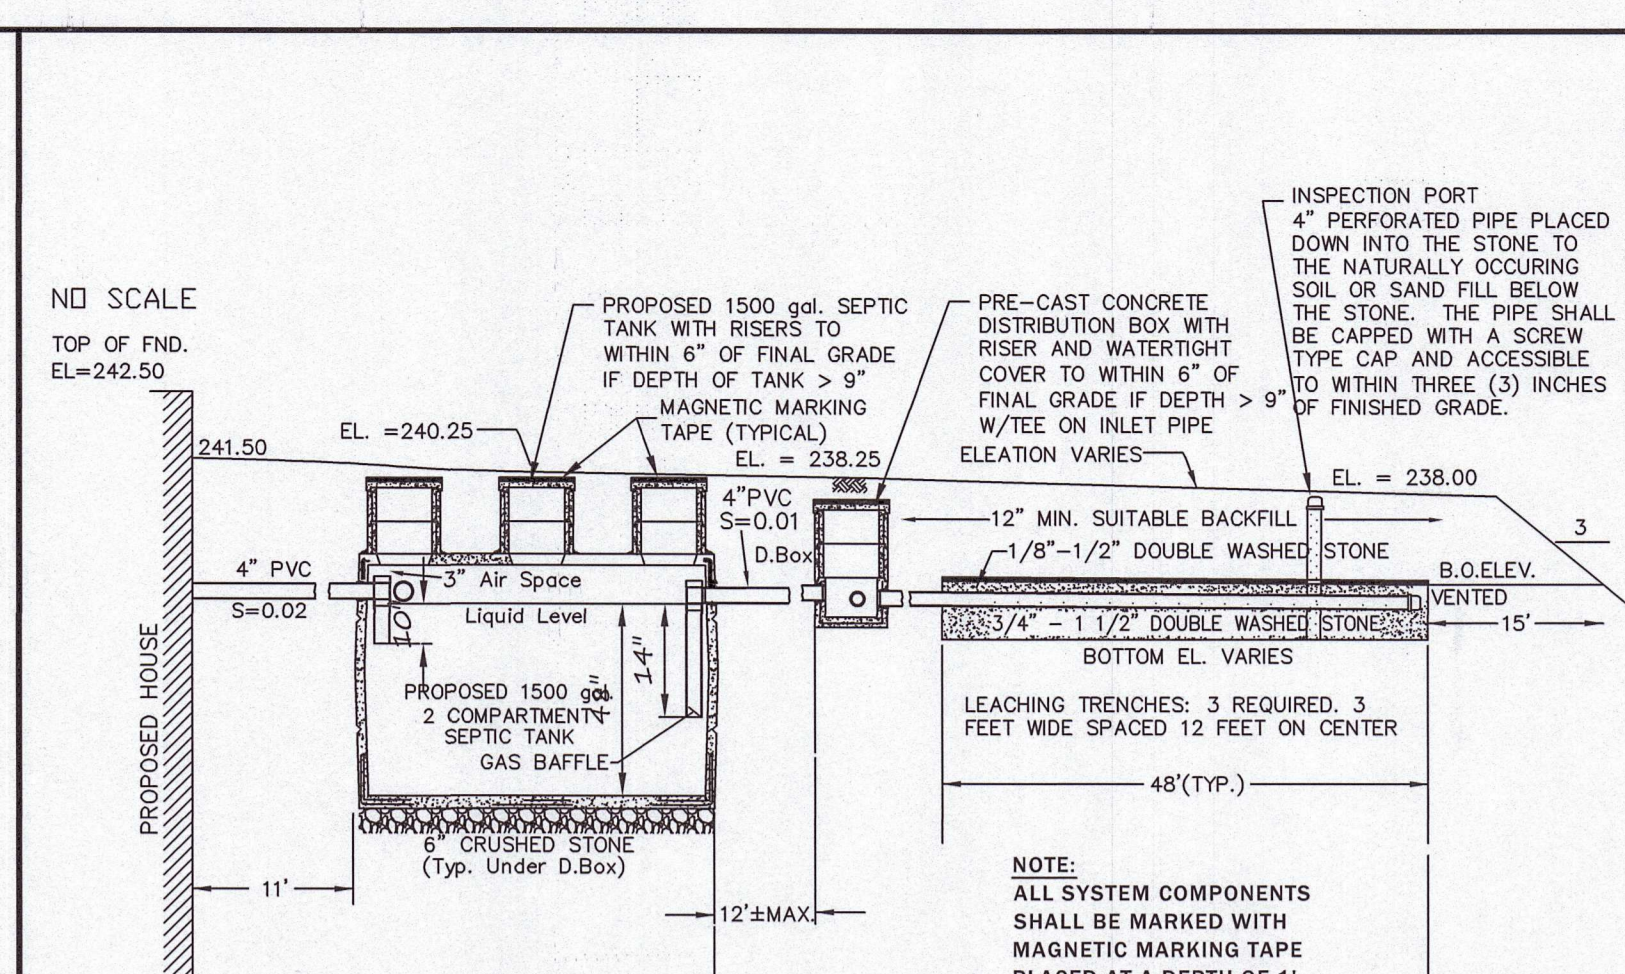 NO SCALE
TOP OF FND.
EL=242.50
241.50
EL. =240.25
PROPOSED 1500 gal. SEPTIC
TANK WITH RISERS TO
WITHIN 6" OF FINAL GRADE
IF DEPTH OF TANK > 9"
MAGNETIC MARKING
TAPE (TYPICAL)
EL. = 238.25
PRE-CAST CONCRETE
DISTRIBUTION BOX WITH
RISER AND WATERTIGHT
COVER TO WITHIN 6" OF
FINAL GRADE IF DEPTH > 9"
W/TEE ON INLET PIPE
ELEATION VARIES
INSPECTION PORT
4" PERFORATED PIPE PLACED
DOWN INTO THE STONE TO
THE NATURALLY OCCURING
SOIL OR SAND FILL BELOW
THE STONE. THE PIPE SHALL
BE CAPPED WITH A SCREW
TYPE CAP AND ACCESSIBLE
TO WITHIN THREE (3) INCHES
OF FINISHED GRADE.
EL. = 238.00
4"PVC
S=0.01
D.Box
12" MIN. SUITABLE BACKFILL
1/8"-1/2" DOUBLE WASHED STONE
3
B.O.ELEV.
VENTED
15'
4" PVC
S=0.02
3" Air Space
Liquid Level
10"
14"
48"
3/4" - 1 1/2" DOUBLE WASHED STONE
BOTTOM EL. VARIES
PROPOSED 1500 gal.
2 COMPARTMENT
SEPTIC TANK
GAS BAFFLE
LEACHING TRENCHES: 3 REQUIRED. 3
FEET WIDE SPACED 12 FEET ON CENTER
48'(TYP.)
PROPOSED HOUSE
6" CRUSHED STONE
(Typ. Under D.Box)
11'
12'±MAX.
NOTE:
ALL SYSTEM COMPONENTS
SHALL BE MARKED WITH
MAGNETIC MARKING TAPE
PLACED AT A DEPTH OF 1'